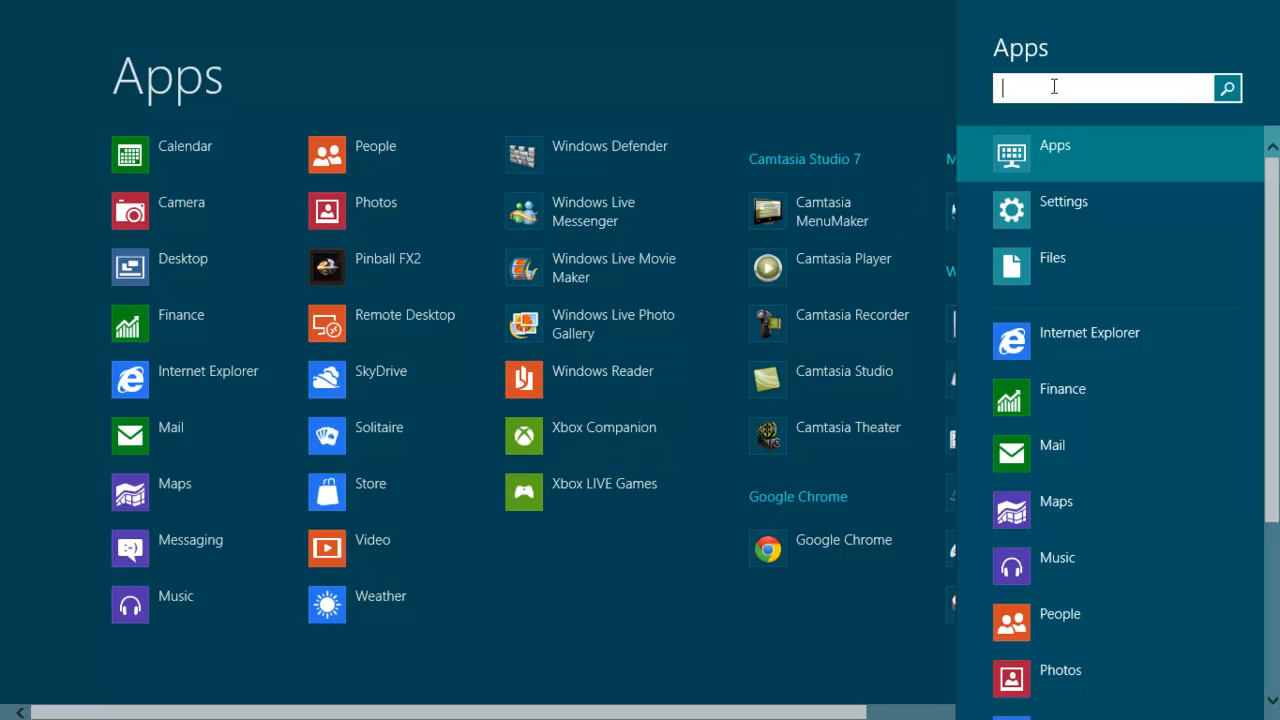 Apps
Calendar
Camera
Desktop
Finance
Internet Explorer
Mail
Maps
Messaging
Music
People
Photos
Pinball FX2
Remote Desktop
SkyDrive
Solitaire
Store
Video
Weather
Windows Defender
Windows Live
Messenger
Windows Live Movie
Maker
Windows Live Photo
Gallery
Windows Reader
Xbox Companion
Xbox LIVE Games
Camtasia Studio 7
Camtasia
MenuMaker
Camtasia Player
Camtasia Recorder
Camtasia Studio
Camtasia Theater
Google Chrome
Google Chrome
Apps
Apps
Settings
Files
Internet Explorer
Finance
Mail
Maps
Music
People
Photos